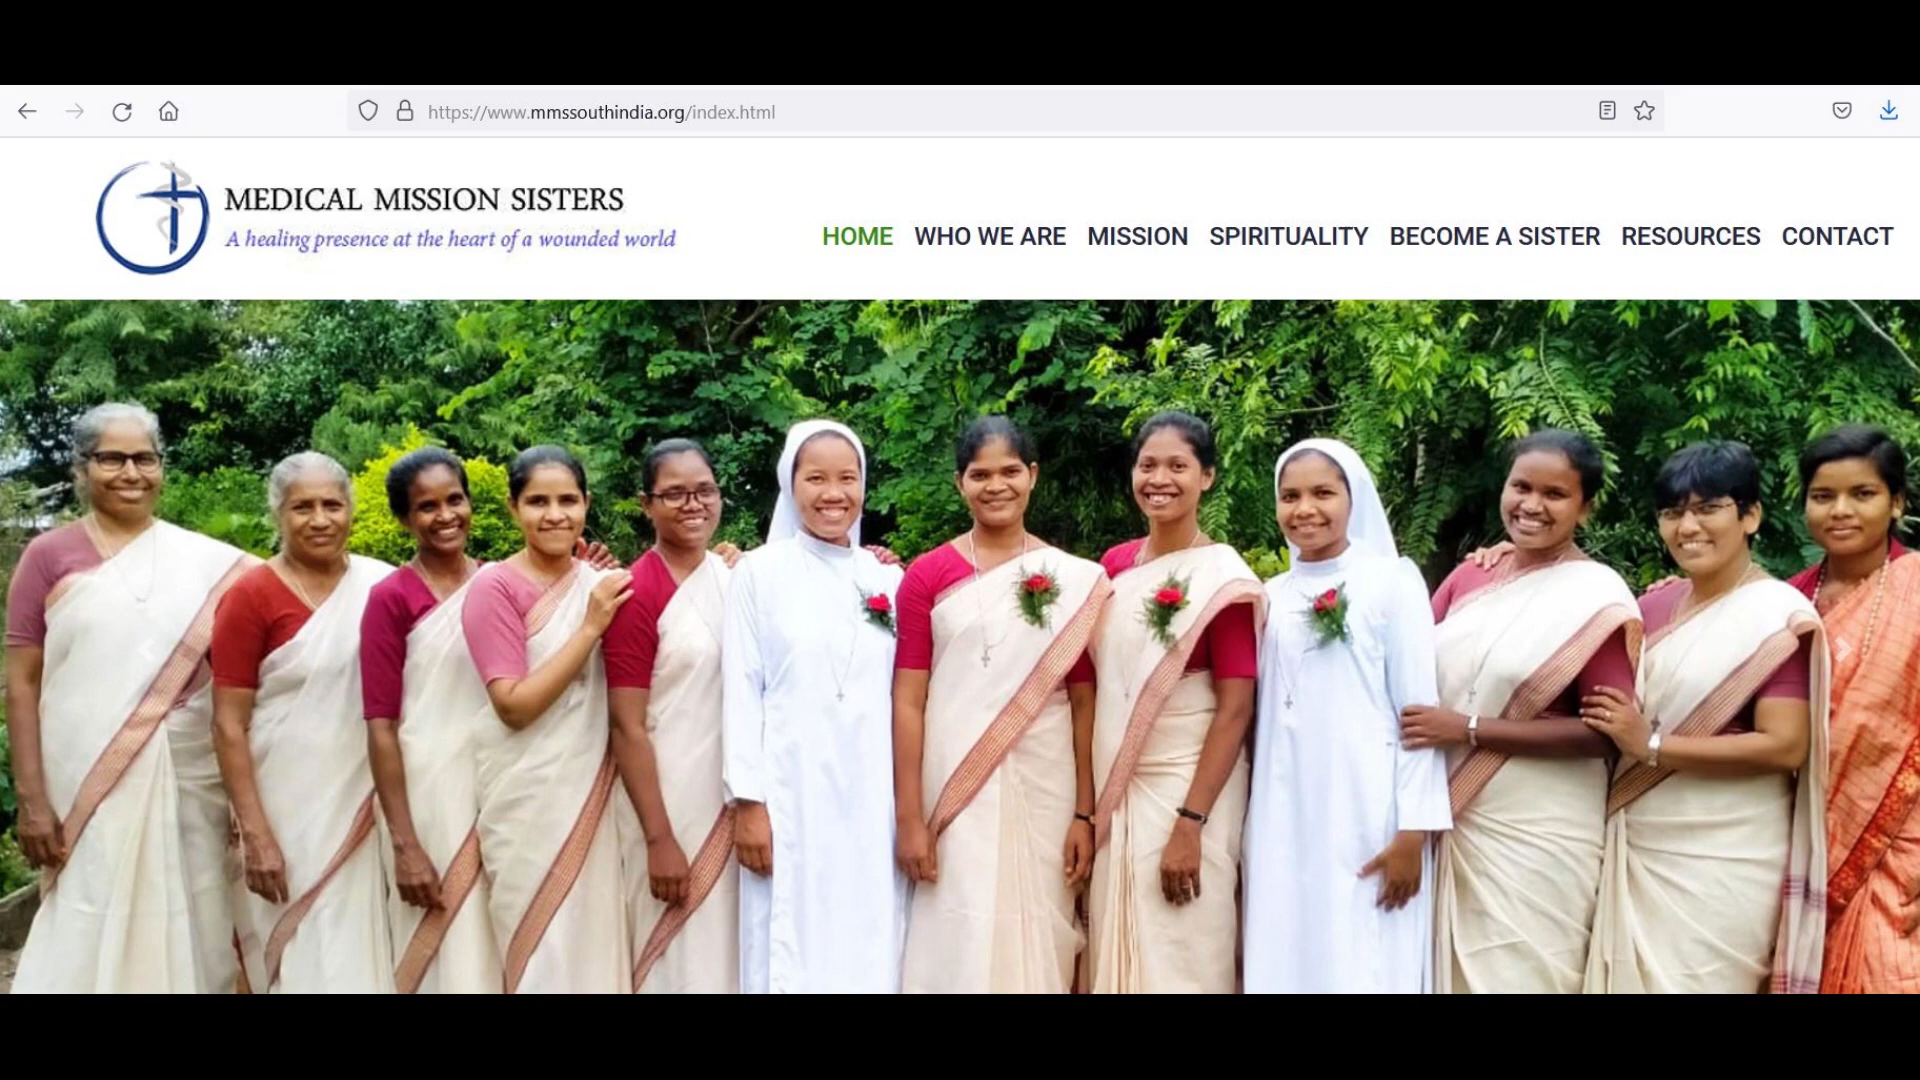 https://www.mmssouthindia.org/index.html
MEDICAL MISSION SISTERS
A healing presence at the heart of a wounded world
HOME WHO WE ARE MISSION SPIRITUALITY BECOME A SISTER RESOURCES CONTACT